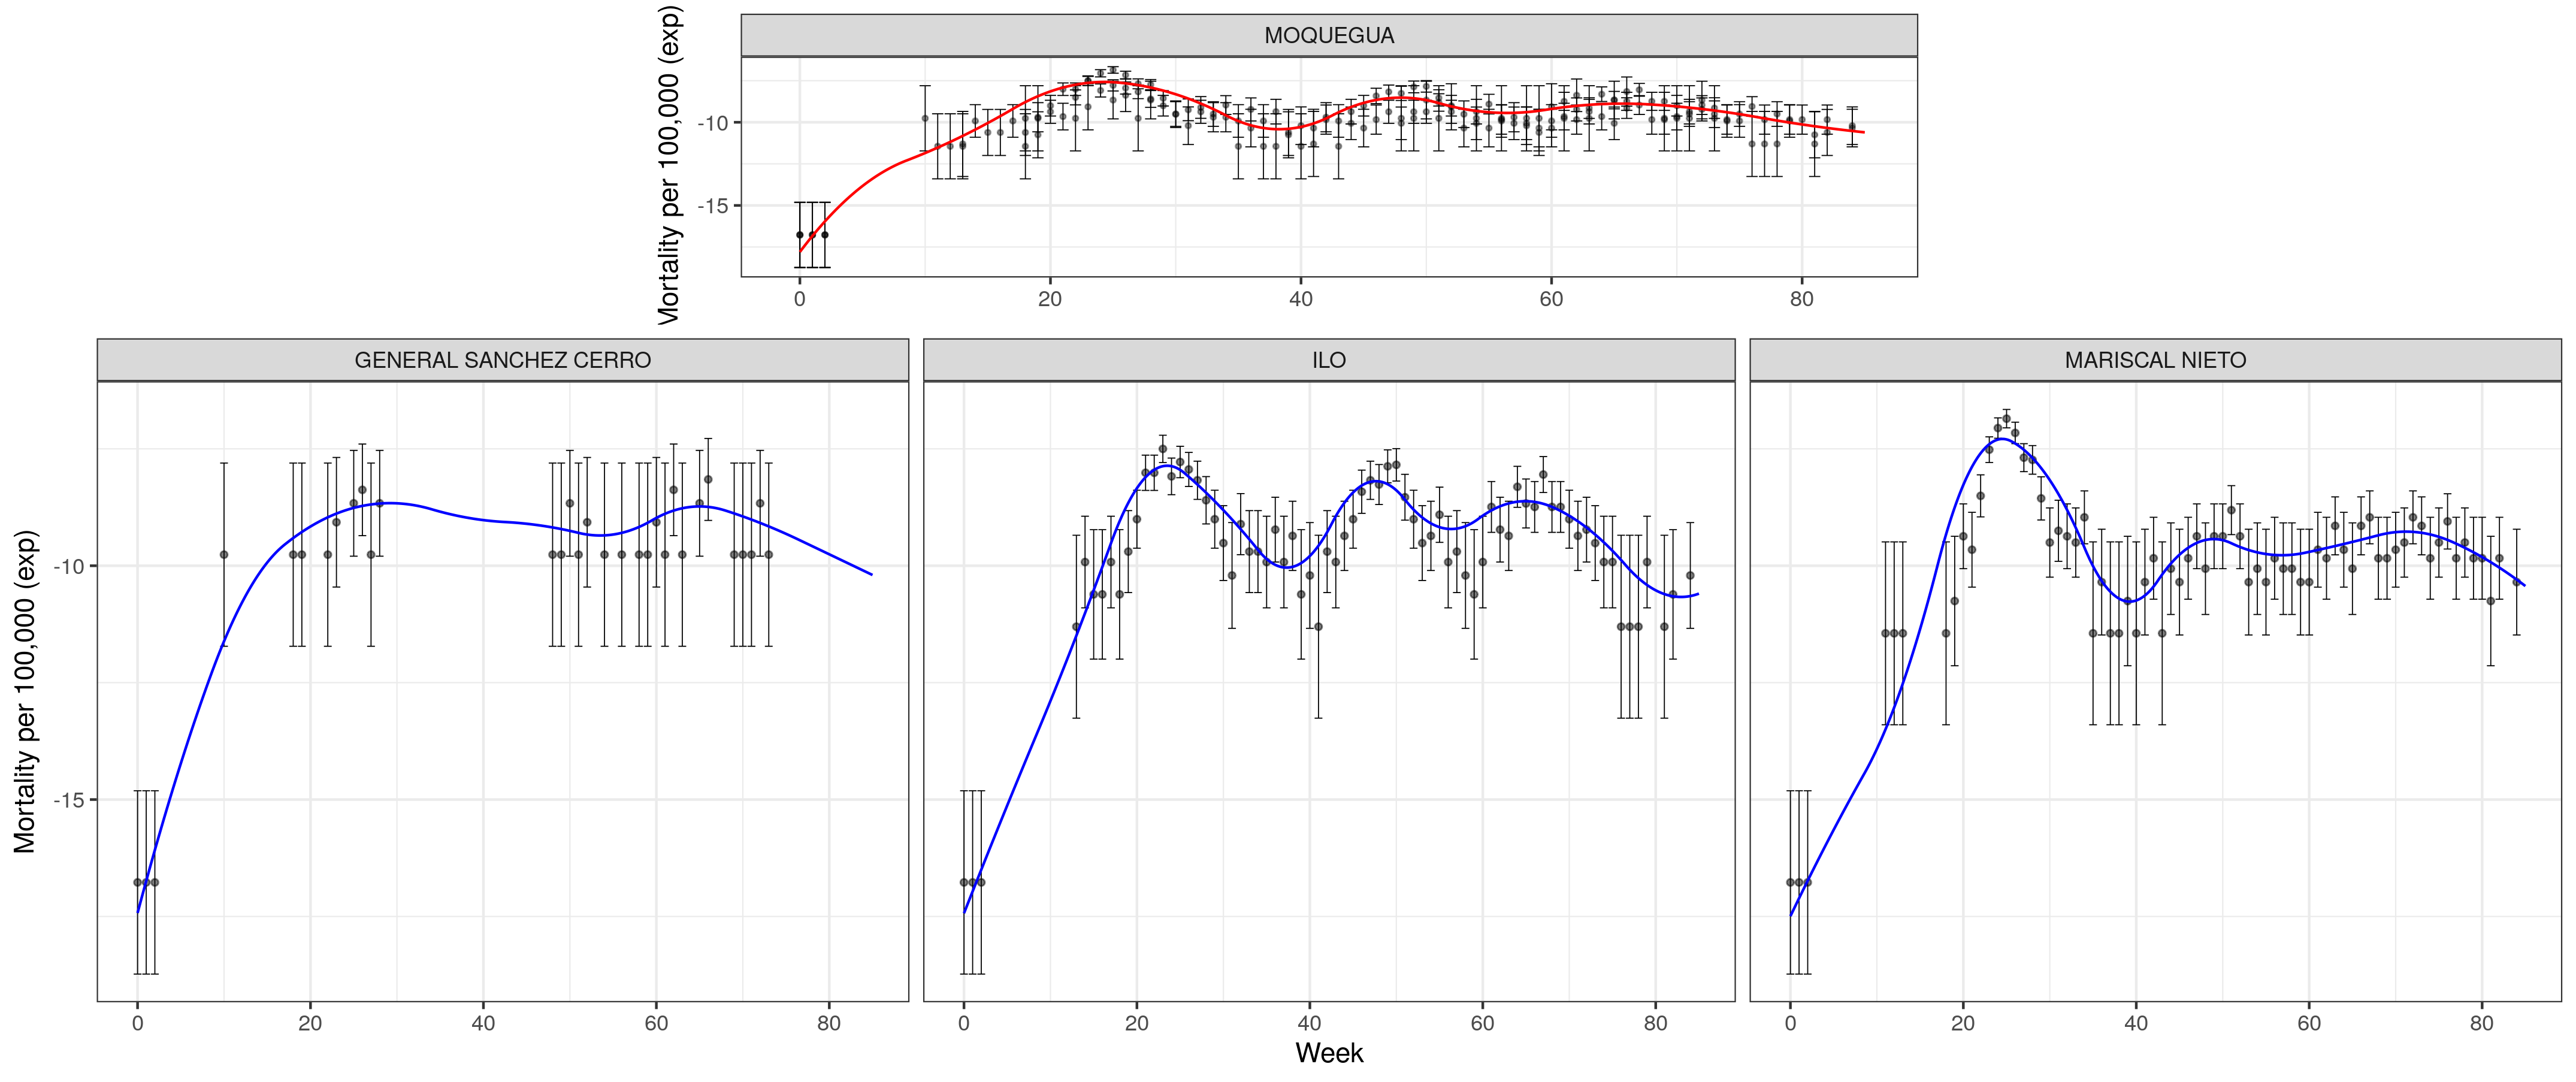 MOQUEGUA
Mortality per 100,000 (exp)
-10
-15
0 20 40 60 80
GENERAL SANCHEZ CERRO ILO MARISCAL NIETO
Mortality per 100,000 (exp)
-10
-15
0 20 40 60 80 0 20 40 60 80 0 20 40 60 80
Week